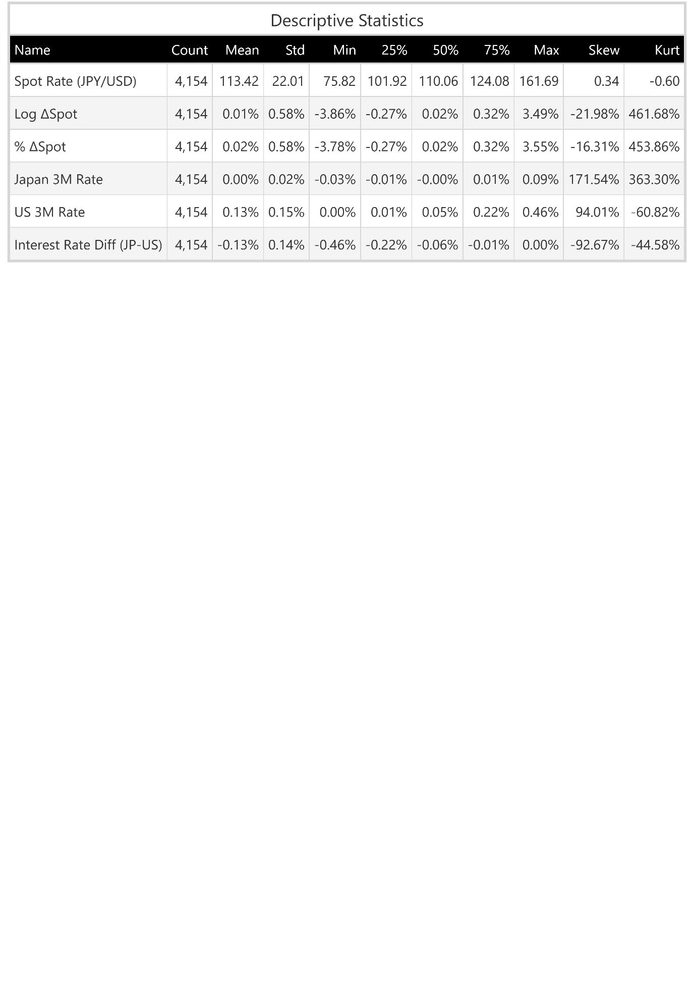 Descriptive Statistics
Name Count Mean Std Min 25% 50% 75% Max Skew Kurt
Spot Rate (JPY/USD) 4,154 113.42 22.01 75.82 101.92 110.06 124.08 161.69 0.34 -0.60
Log ΔSpot 4,154 0.01% 0.58% -3.86% -0.27% 0.02% 0.32% 3.49% -21.98% 461.68%
% ΔSpot 4,154 0.02% 0.58% -3.78% -0.27% 0.02% 0.32% 3.55% -16.31% 453.86%
Japan 3M Rate 4,154 0.00% 0.02% -0.03% -0.01% -0.00% 0.01% 0.09% 171.54% 363.30%
US 3M Rate 4,154 0.13% 0.15% 0.00% 0.01% 0.05% 0.22% 0.46% 94.01% -60.82%
Interest Rate Diff (JP-US) 4,154 -0.13% 0.14% -0.46% -0.22% -0.06% -0.01% 0.00% -92.67% -44.58%